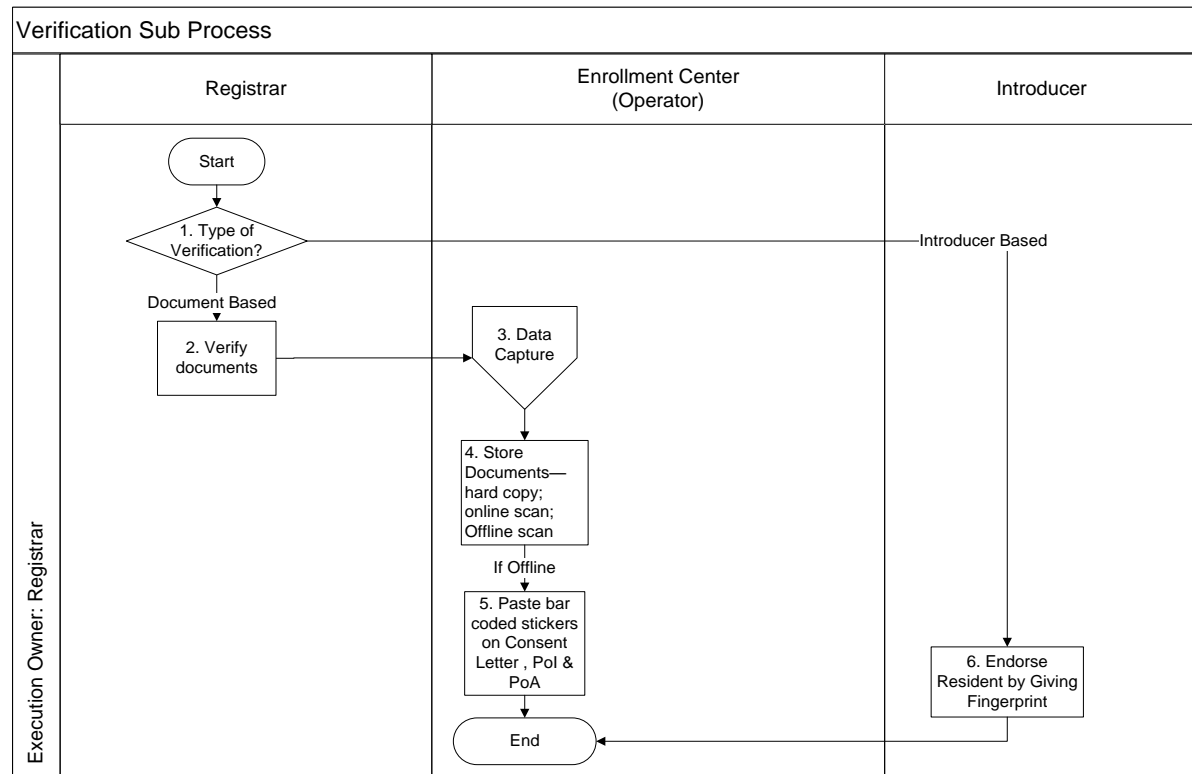 Verification Sub Process
Registrar
Enrollment Center
(Operator)
Introducer
Execution Owner: Registrar
Start
1. Type of
Verification?
Introducer Based
Document Based
2. Verify
documents
3. Data
Capture
4. Store
Documents—
hard copy;
online scan;
Offline scan
If Offline
5. Paste bar
coded stickers
on Consent
Letter , PoI &
PoA
6. Endorse
Resident by Giving
Fingerprint
End